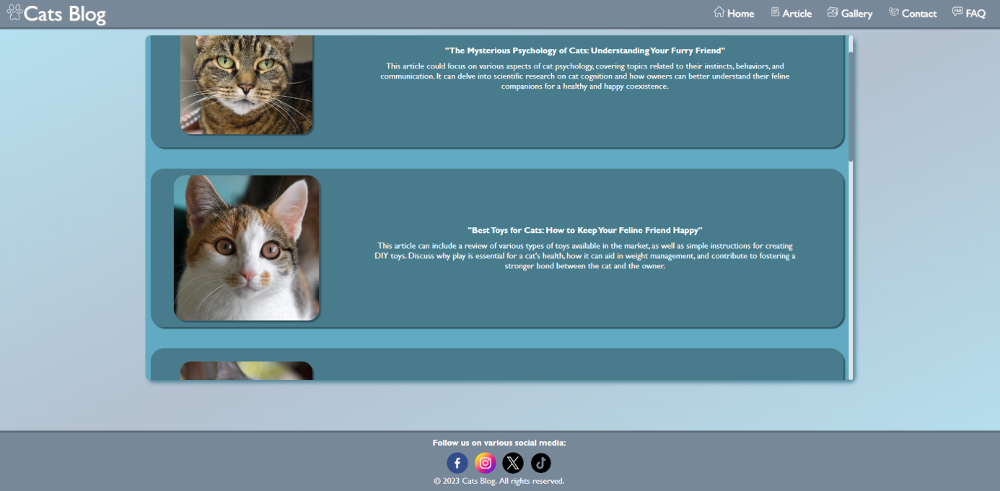 Cats Blog
Home Article Gallery Contact FAQ FAQ
"The Mysterious Psychology of Cats: Understanding Your Furry Friend"
This article could focus on various aspects of cat psychology, covering topics related to their instincts, behaviors, and
communication. It can delve into scientific research on cat cognition and how owners can better understand their feline
companions for a healthy and happy coexistence.
"Best Toys for Cats: How to Keep Your Feline Friend Happy"
This article can include a review of various types of toys available in the market, as well as simple instructions for creating
DIY toys. Discuss why play is essential for a cat's health, how it can aid in weight management, and contribute to fostering a
stronger bond between the cat and the owner.
Follow us on various social media:
© 2023 Cats Blog. All rights reserved.